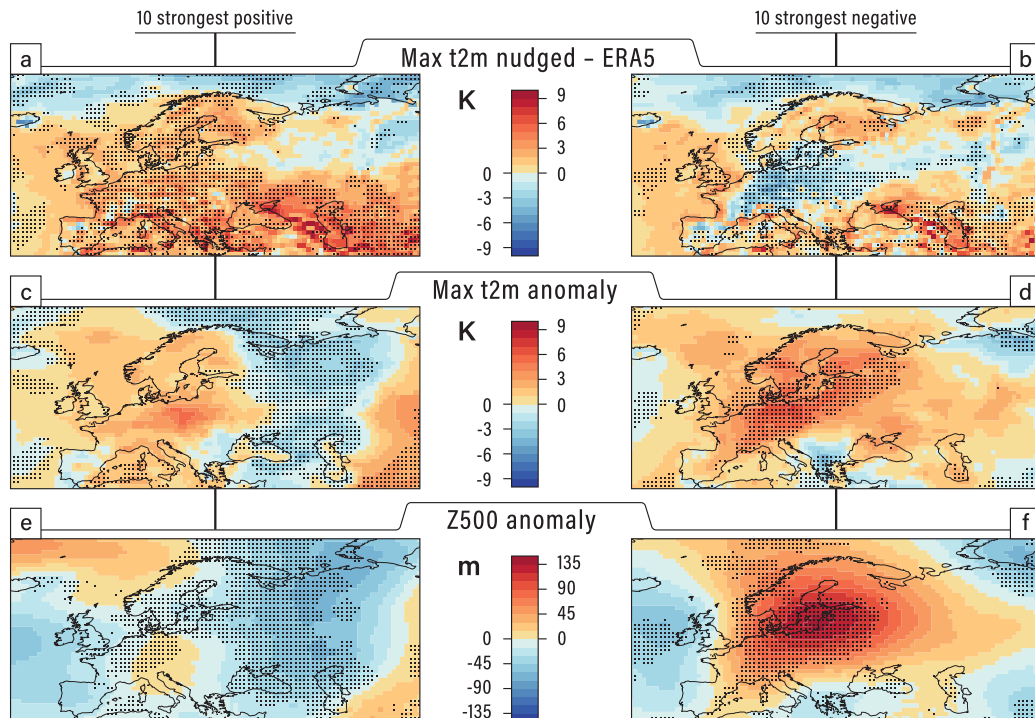 10 strongest positive
10 strongest negative
a
Max t2m nudged – ERA5
b
K
9
6
3
0
0
-3
-6
-9
c
Max t2m anomaly
d
K
9
6
3
0
0
-3
-6
-9
e
Z500 anomaly
f
m
135
90
45
0
0
-45
-90
-135